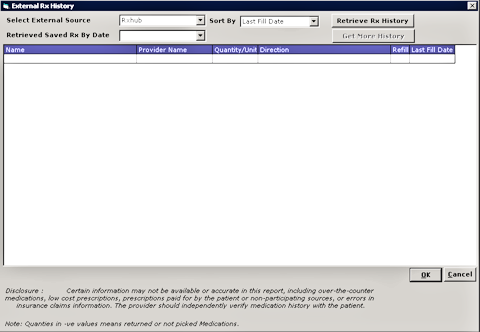 External Rx History
Select External Source Rxhub Sort By Last Fill Date Retrieve Rx History
Retrieved Saved Rx By Date Get More History
Name Provider Name Quantity/Unit Direction Refill Last Fill Date
OK Cancel
Disclosure : Certain information may not be available or accurate in this report, including over-the-counter
medications, low cost prescriptions, prescriptions paid for by the patient or non-participating sources, or errors in
insurance claims information. The provider should independently verify medication history with the patient.
Note: Quanties in -ve values means returned or not picked Medications.